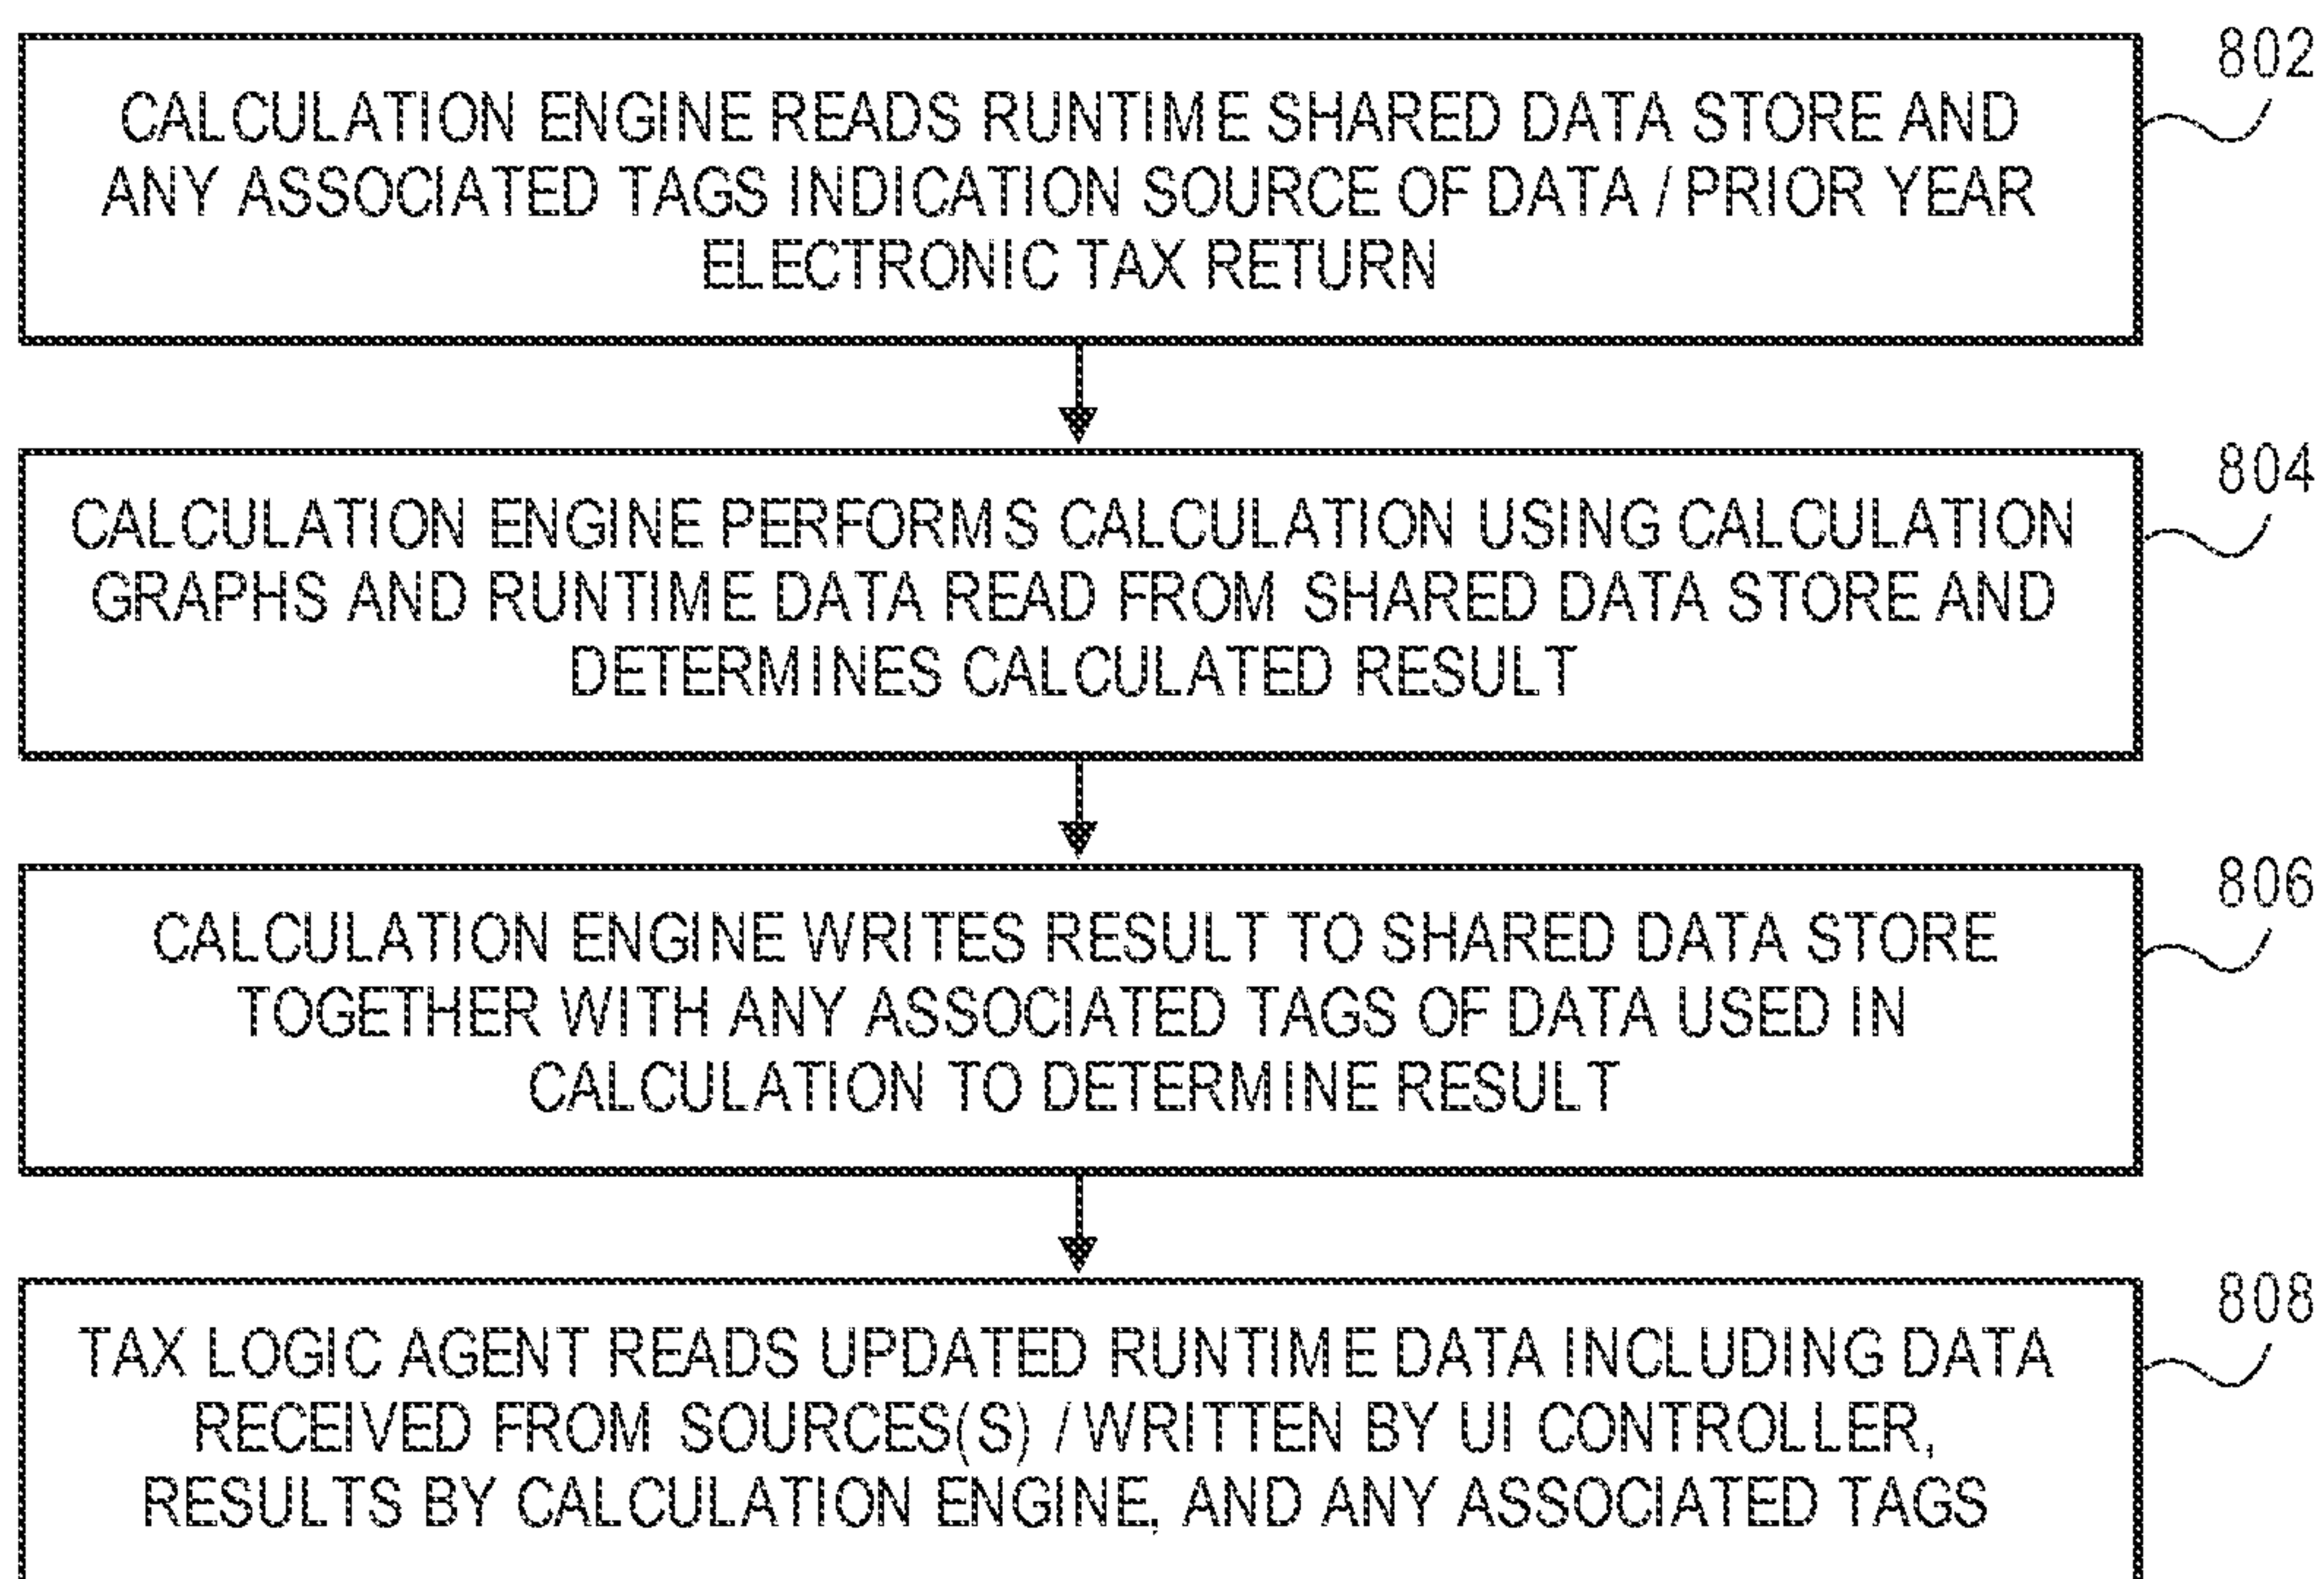 802
CALCULATION ENGINE READS RUNTIME SHARED DATA STORE AND
ANY ASSOCIATED TAGS INDICATION SOURCE OF DATA / PRIOR YEAR
ELECTRONIC TAX RETURN
804
CALCULATION ENGINE PERFORMS CALCULATION USING CALCULATION
GRAPHS AND RUNTIME DATA READ FROM SHARED DATA STORE AND
DETERMINES CALCULATED RESULT
806
CALCULATION ENGINE WRITES RESULT TO SHARED DATA STORE
TOGETHER WITH ANY ASSOCIATED TAGS OF DATA USED IN
CALCULATION TO DETERMINE RESULT
808
TAX LOGIC AGENT READS UPDATED RUNTIME DATA INCLUDING DATA
RECEIVED FROM SOURCES(S) / WRITTEN BY UI CONTROLLER,
RESULTS BY CALCULATION ENGINE, AND ANY ASSOCIATED TAGS